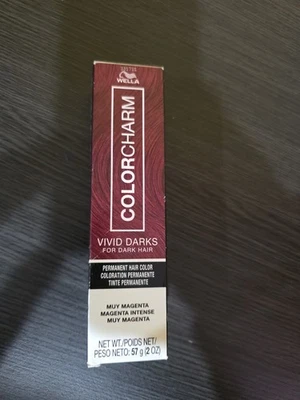 WELLA
COLORCHARM
VIVID DARKS
FOR DARK HAIR
PERMANENT HAIR COLOR
COLORATION PERMANENTE
TINTE PERMANENTE
MUY MAGENTA
MAGENTA INTENSE
MUY MAGENTA
NET WT./POIDS NET/
PESO NETO: 57 g (2 OZ)